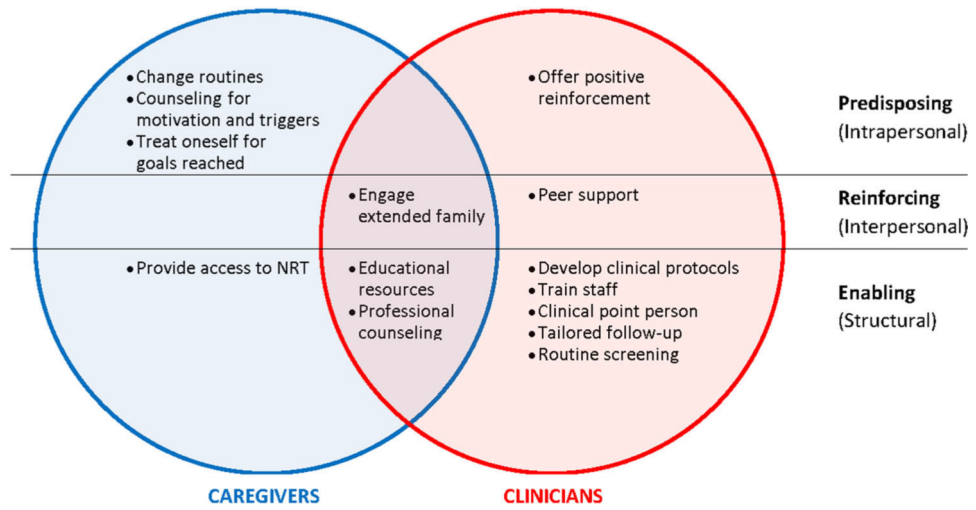 • Change routines
• Counseling for
motivation and triggers
• Treat oneself for
goals reached
• Offer positive
reinforcement
Predisposing
(Intrapersonal)
• Engage
extended family
• Peer support
Reinforcing
(Interpersonal)
• Provide access to NRT
• Educational
resources
• Professional
counseling
• Develop clinical protocols
• Train staff
• Clinical point person
• Tailored follow-up
• Routine screening
Enabling
(Structural)
CAREGIVERS
CLINICIANS